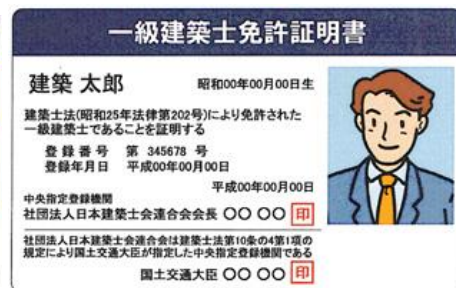 一級建築士免許証明書
建築 太郎 昭和00年00月00日生
建築士法(昭和25年法律第202号)により免許された
一級建築士であることを証明する
登録番号 第 345678 号
登録年月日 平成00年00月00日
平成00年00月00日
中央指定登録機関
社団法人日本建築士会連合会会長 〇〇 〇〇 印
社団法人日本建築士会連合会は建築士法第10条の4第1項の
規定により国土交通大臣が指定した中央指定登録機関である
国土交通大臣 〇〇 〇〇 印